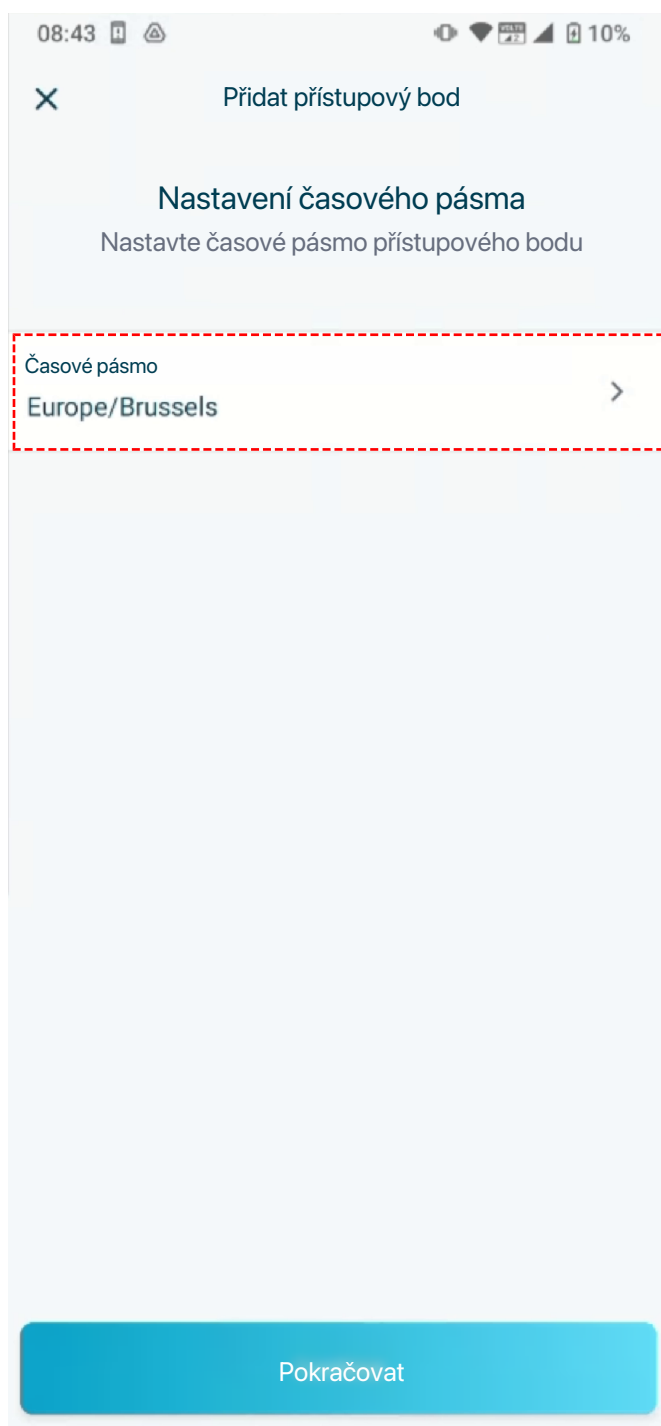 08:43
10%
Přidat přístupový bod
Nastavení časového pásma
Nastavte časové pásmo přístupového bodu
Časové pásmo
Europe/Brussels
Pokračovat